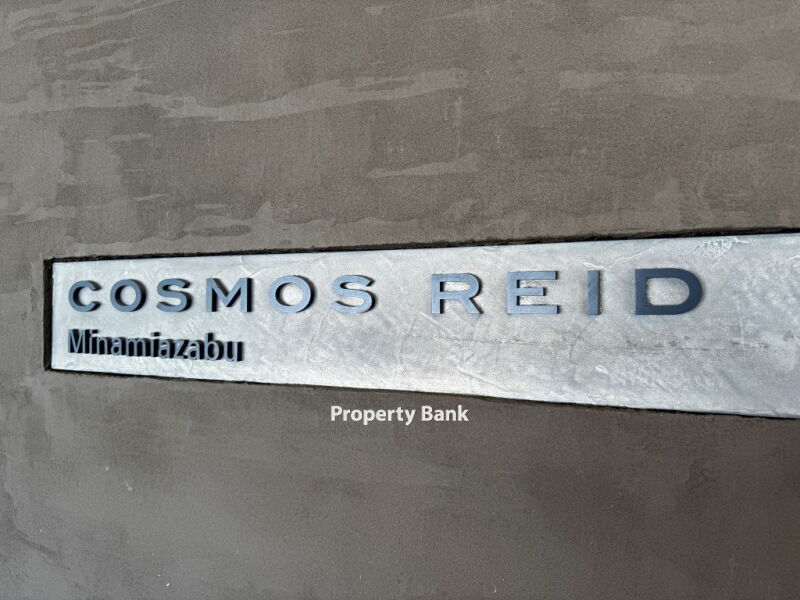 COSMOS REID
Minamiazabu
Property Bank